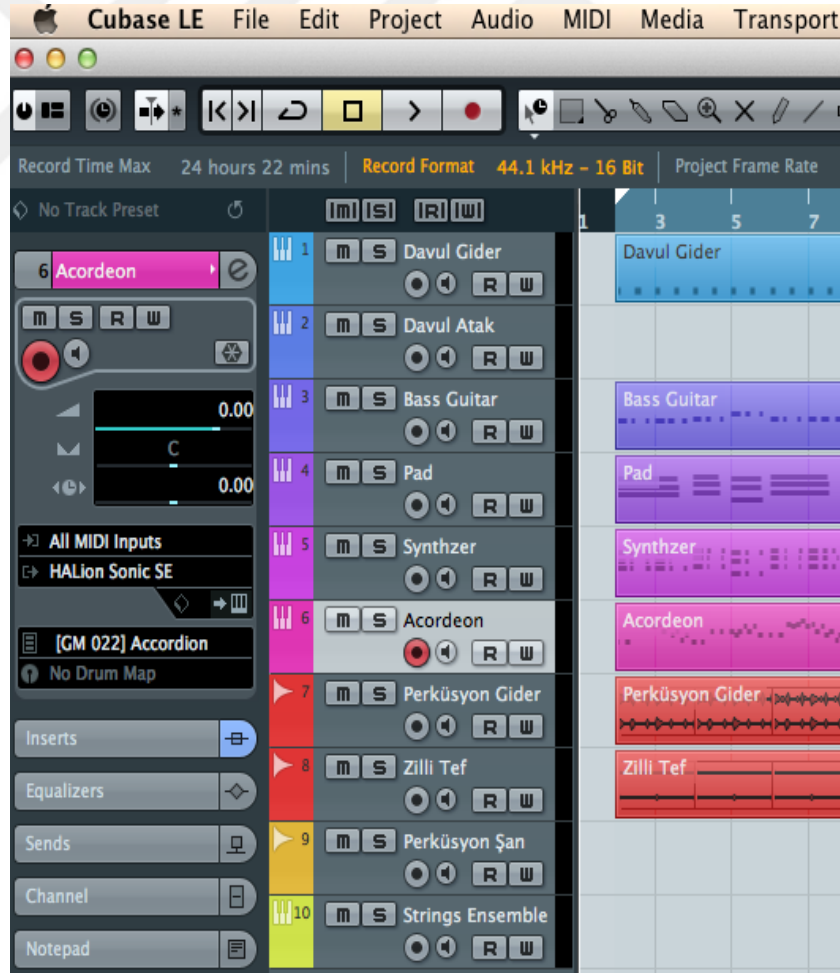 Cubase LE File Edit Project Audio MIDI Media Transport
Record Time Max 24 hours 22 mins Record Format 44.1 kHz – 16 Bit Project Frame Rate
No Track Preset
m S R W
1 3 5 7
6 Acordeon
m S R W
0.00
C
0.00
All MIDI Inputs
HALion Sonic SE
[GM 022] Accordion
No Drum Map
Inserts
Equalizers
Sends
Channel
Notepad
1 m S Davul Gider
R W
2 m S Davul Atak
R W
3 m S Bass Guitar
R W
4 m S Pad
R W
5 m S Synthzer
R W
6 m S Acordeon
R W
7 m S Perküsyon Gider
R W
8 m S Zilli Tef
R W
9 m S Perküsyon Şan
R W
10 m S Strings Ensemble
R W
Davul Gider
Bass Guitar
Pad
Synthzer
Acordeon
Perküsyon Gider
Zilli Tef